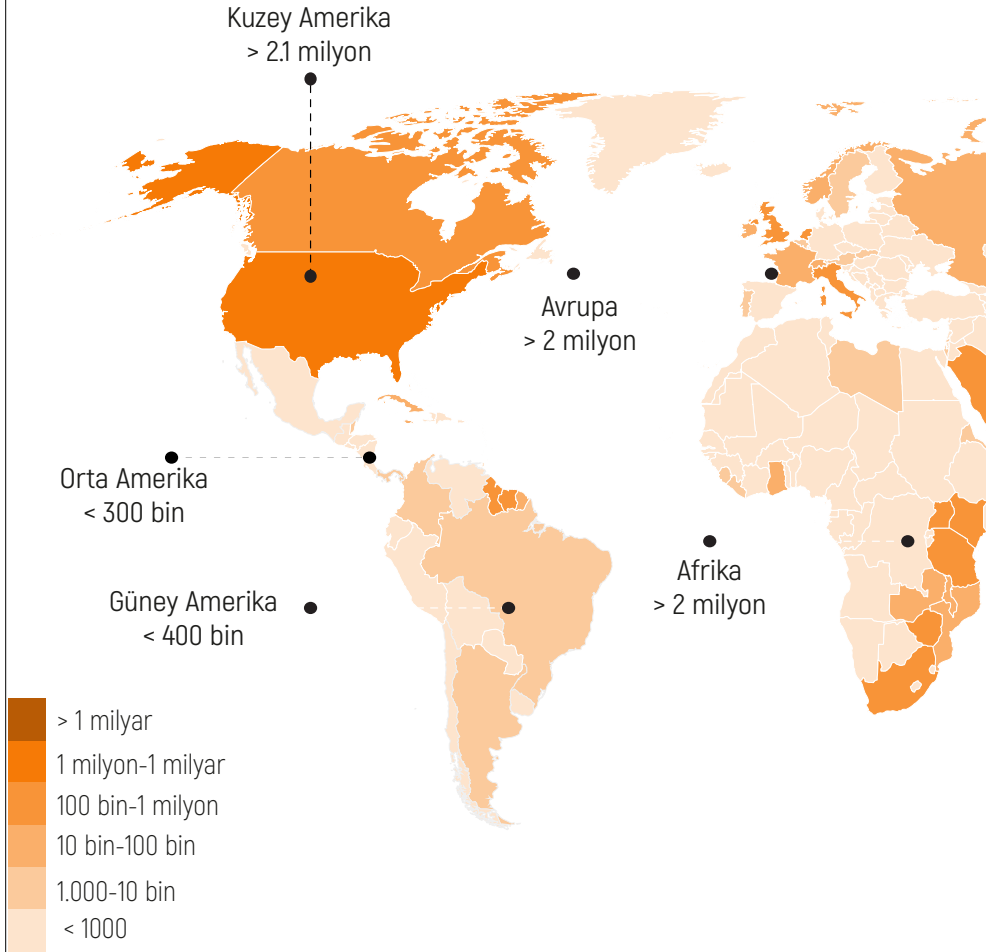 Kuzey Amerika
> 2.1 milyon
Avrupa
> 2 milyon
Orta Amerika
< 300 bin
Afrika
> 2 milyon
Güney Amerika
< 400 bin
> 1 milyar
1 milyon-1 milyar
100 bin-1 milyon
10 bin-100 bin
1.000-10 bin
< 1000